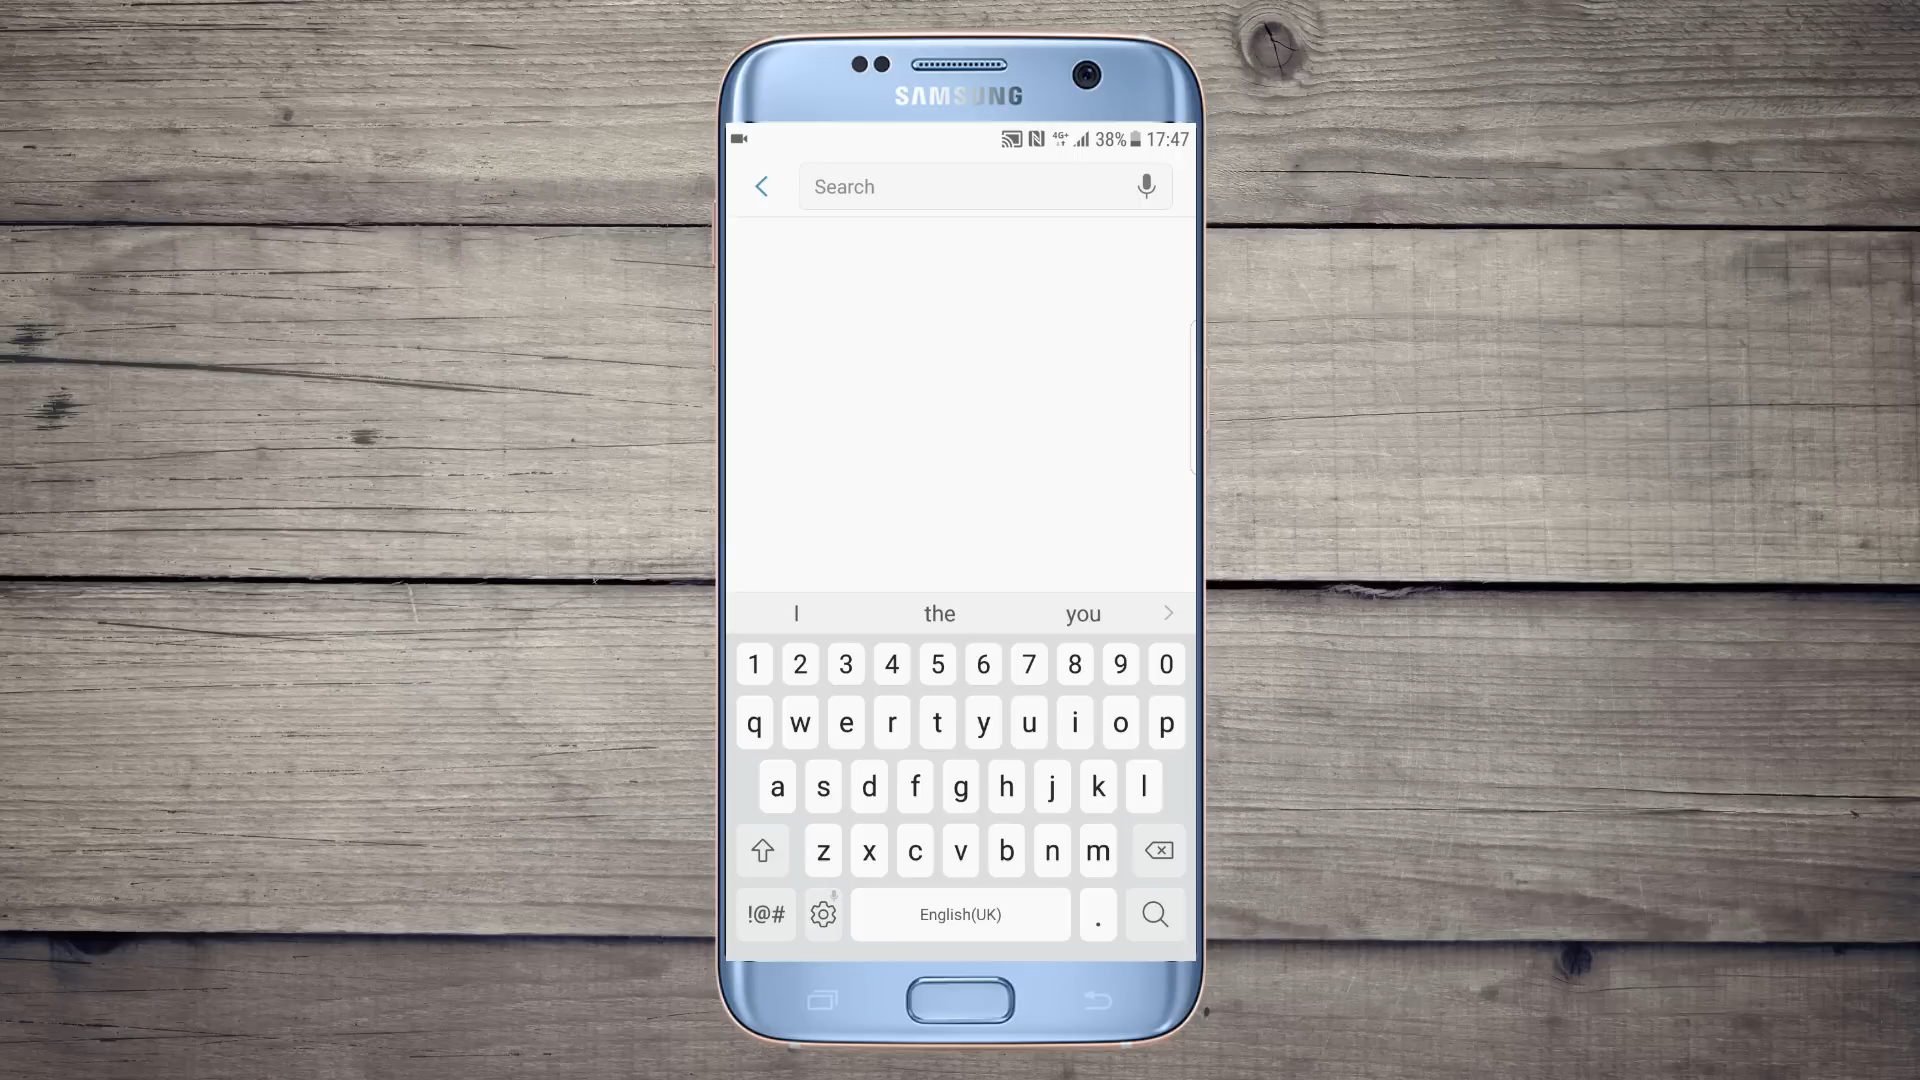 SAMSUNG
4G+ 38% 17:47
Search
I the you
1 2 3 4 5 6 7 8 9 0
q w e r t y u i o p
a s d f g h j k l
z x c v b n m
!@# English(UK) .